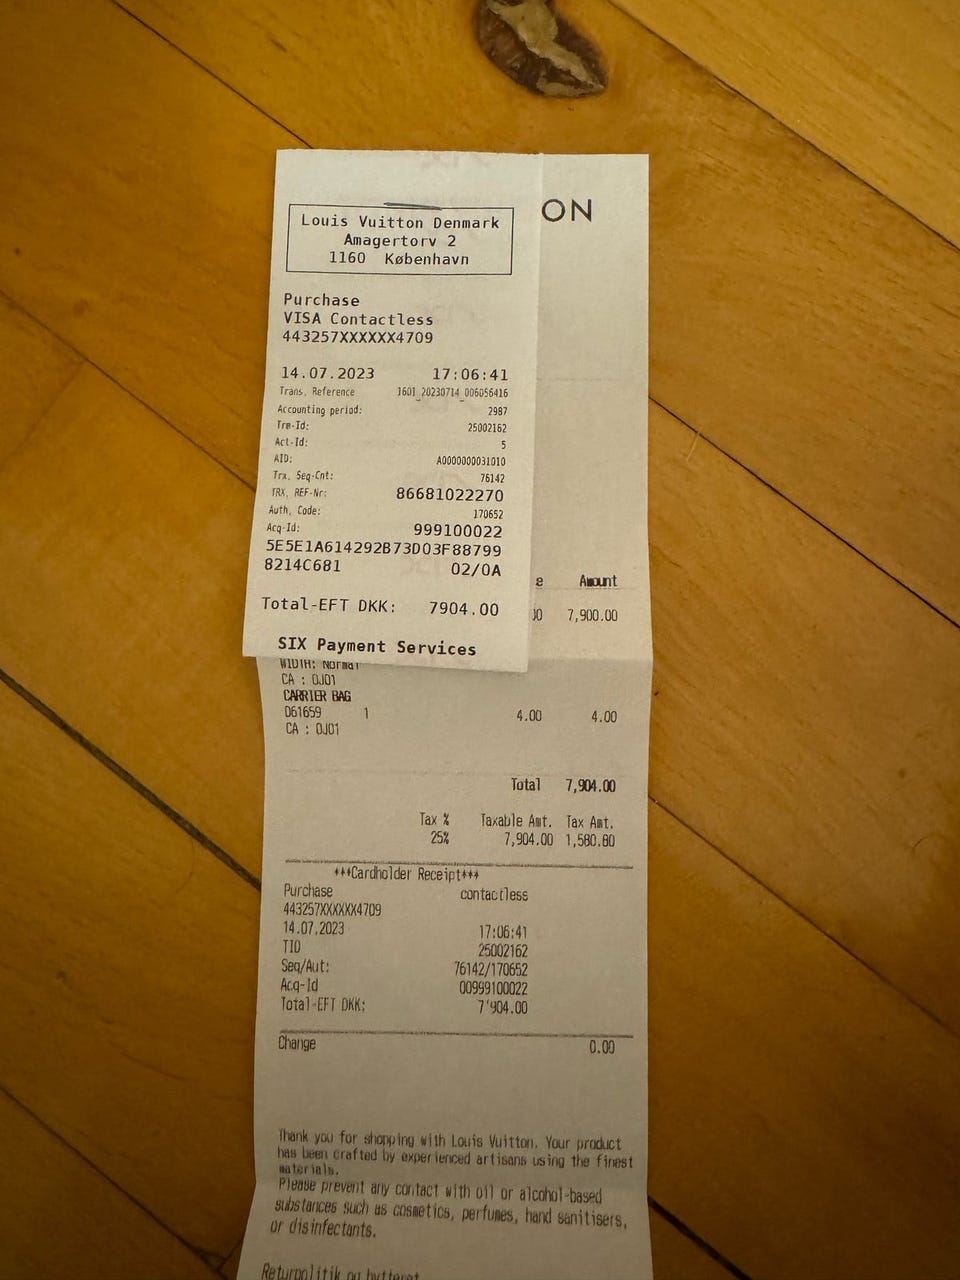 ON
Louis Vuitton Denmark
Amagertorv 2
1160 København
Purchase
VISA Contactless
443257XXXXXX4709
14.07.2023 17:06:41
Trans. Reference 1601_20230714_006056416
Accounting period: 2987
Trm-Id: 25002162
Act-Id: 5
AID: A0000000031010
Trx. Seq-Cnt: 76142
TRX. REF-Nr: 86681022270
Auth. Code: 170652
Acq-Id: 999100022
5E5E1A614292B73D03F88799
8214C681 02/0A
Total-EFT DKK: 7904.00
SIX Payment Services
Amount
7,900.00
WIDTH: Normal
CA : 0J01
CARRIER BAG
D61659 1 4.00 4.00
CA : 0J01
Total 7,904.00
Tax % Taxable Amt. Tax Amt.
25% 7,904.00 1,580.80
***Cardholder Receipt***
Purchase contactless
443257XXXXXX4709
14.07.2023 17:06:41
TID 25002162
Seq/Aut: 76142/170652
Acq-Id 00999100022
Total-EFT DKK: 7'904.00
Change 0.00
Thank you for shopping with Louis Vuitton. Your product
has been crafted by experienced artisans using the finest
materials.
Please prevent any contact with oil or alcohol-based
substances such as cosmetics, perfumes, hand sanitisers,
or disinfectants.
Returpolitik og bytteret